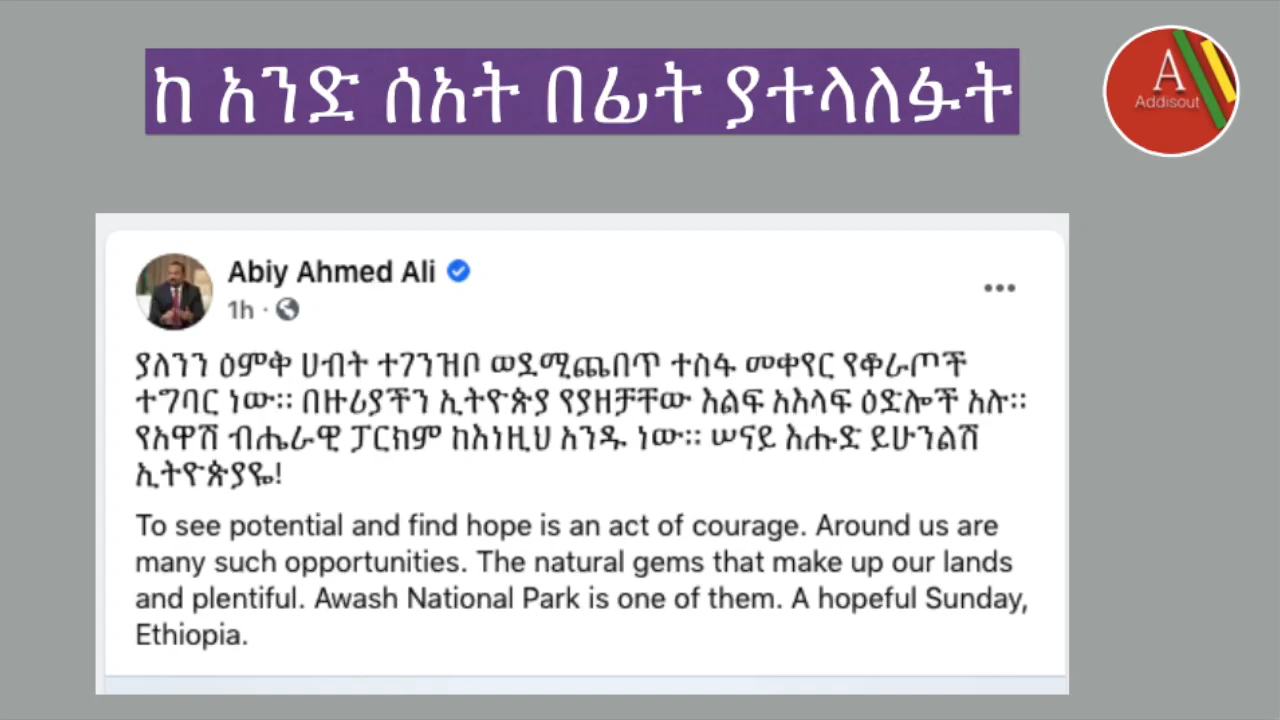 ከ አንድ ሰአት በፊት ያተላለፏት
A
Addisout
Abiy Ahmed Ali
1h ·
ያለንን ዕምቅ ሀብት ተገንዝቦ ወደሚጨበጥ ተስፋ መቀየር የቆራጦች
ተግባር ነው። በዙሪያችን ኢትዮጵያ የያዘቻቸው እልፍ አእላፍ ዕድሎች አሉ።
የአዋሽ ብሔራዊ ፓርክም ከእነዚህ አንዱ ነው። ሠናይ እሑድ ይሁንልሽ
ኢትዮጵያዬ!
To see potential and find hope is an act of courage. Around us are
many such opportunities. The natural gems that make up our lands
and plentiful. Awash National Park is one of them. A hopeful Sunday,
Ethiopia.